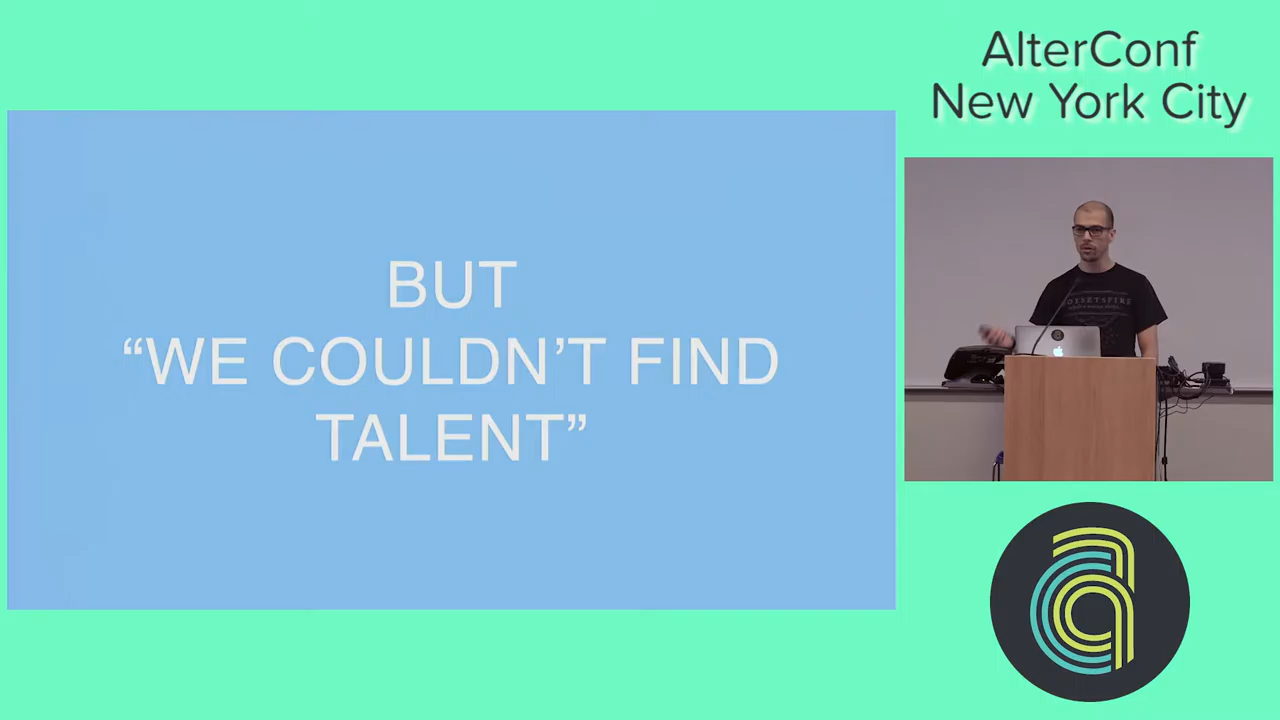 AlterConf
New York City
BUT
“WE COULDN’T FIND
TALENT”